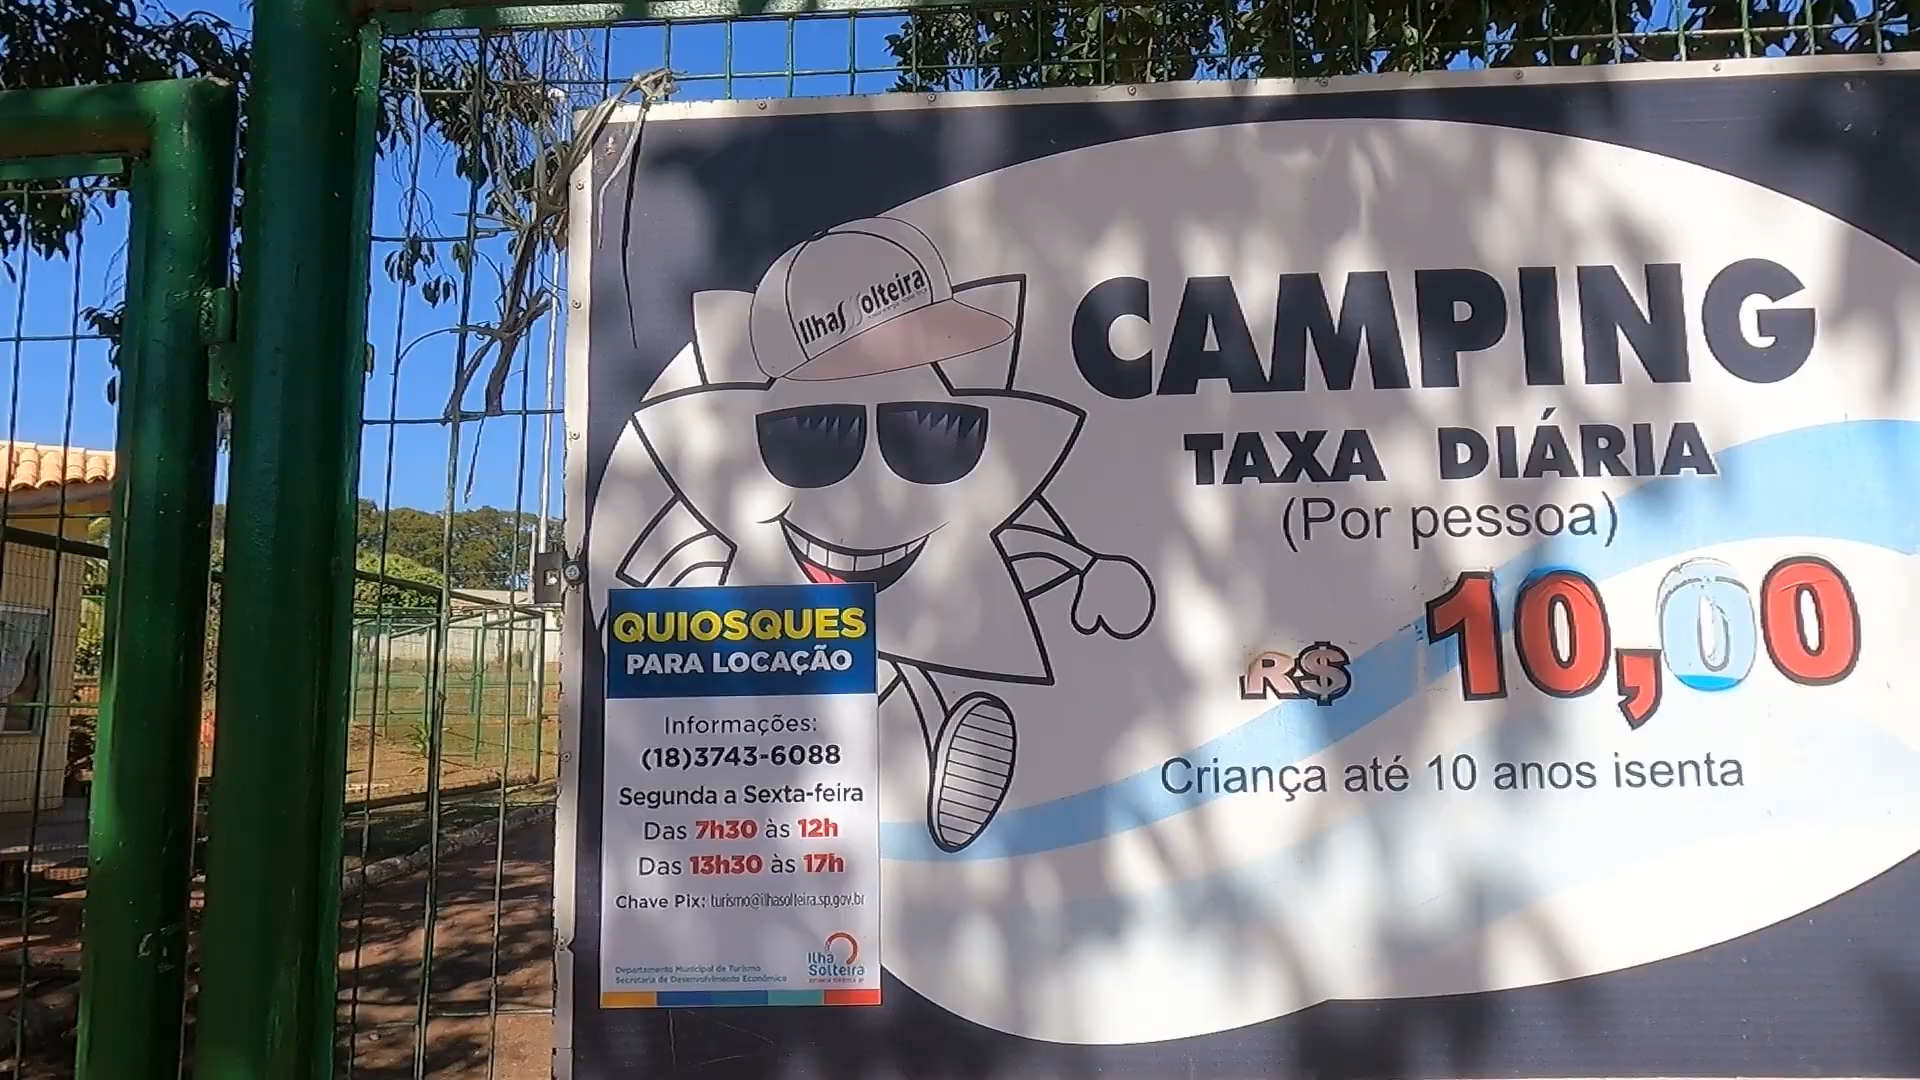 IlhaSolteira
CAMPING
TAXA DIÁRIA
(Por pessoa)
R$ 10,00
Criança até 10 anos isenta
QUIOSQUES
PARA LOCAÇÃO
Informações:
(18)3743-6088
Segunda a Sexta-feira
Das 7h30 às 12h
Das 13h30 às 17h
Chave Pix: turismo@ilhasolteira.sp.gov.br
Departamento Municipal de Turismo
Secretaria de Desenvolvimento Econômico
Ilha
Solteira